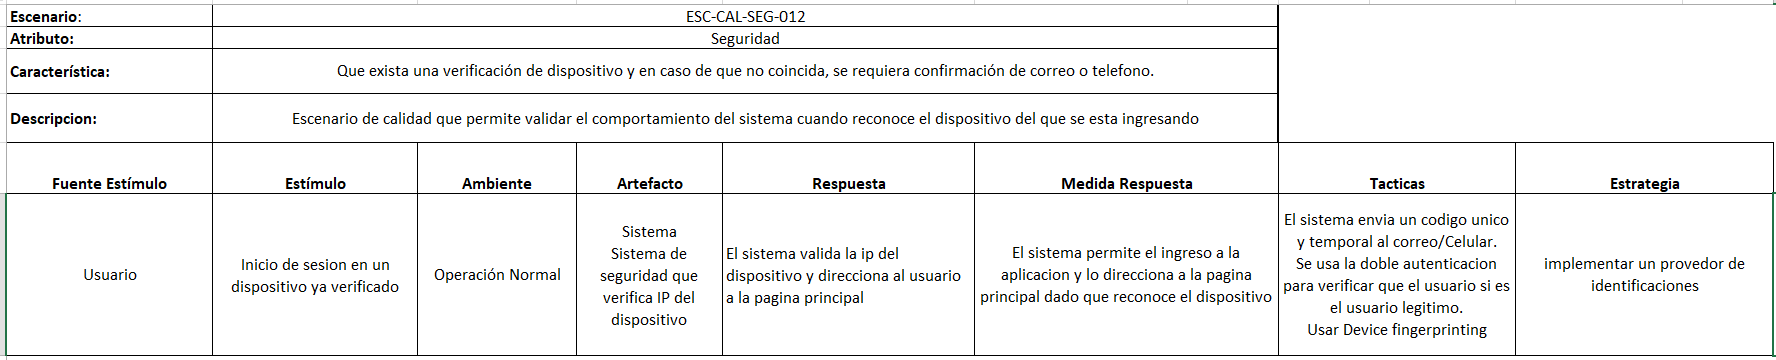 Escenario:
ESC-CAL-SEG-012
Atributo:
Seguridad
Característica:
Que exista una verificación de dispositivo y en caso de que no coincida, se requiera confirmación de correo o telefono.
Descripcion:
Escenario de calidad que permite validar el comportamiento del sistema cuando reconoce el dispositivo del que se esta ingresando
Fuente Estímulo
Estímulo
Ambiente
Artefacto
Respuesta
Medida Respuesta
Tacticas
Estrategia
Usuario
Inicio de sesion en un
dispositivo ya verificado
Operación Normal
Sistema
Sistema de
seguridad que
verifica IP del
dispositivo
El sistema valida la ip del
dispositivo y direcciona al usuario
a la pagina principal
El sistema permite el ingreso a la
aplicacion y lo direcciona a la pagina
principal dado que reconoce el dispositivo
El sistema envia un codigo unico
y temporal al correo/Celular.
Se usa la doble autenticacion
para verificar que el usuario si es
el usuario legitimo.
Usar Device fingerprinting
implementar un provedor de
identificaciones